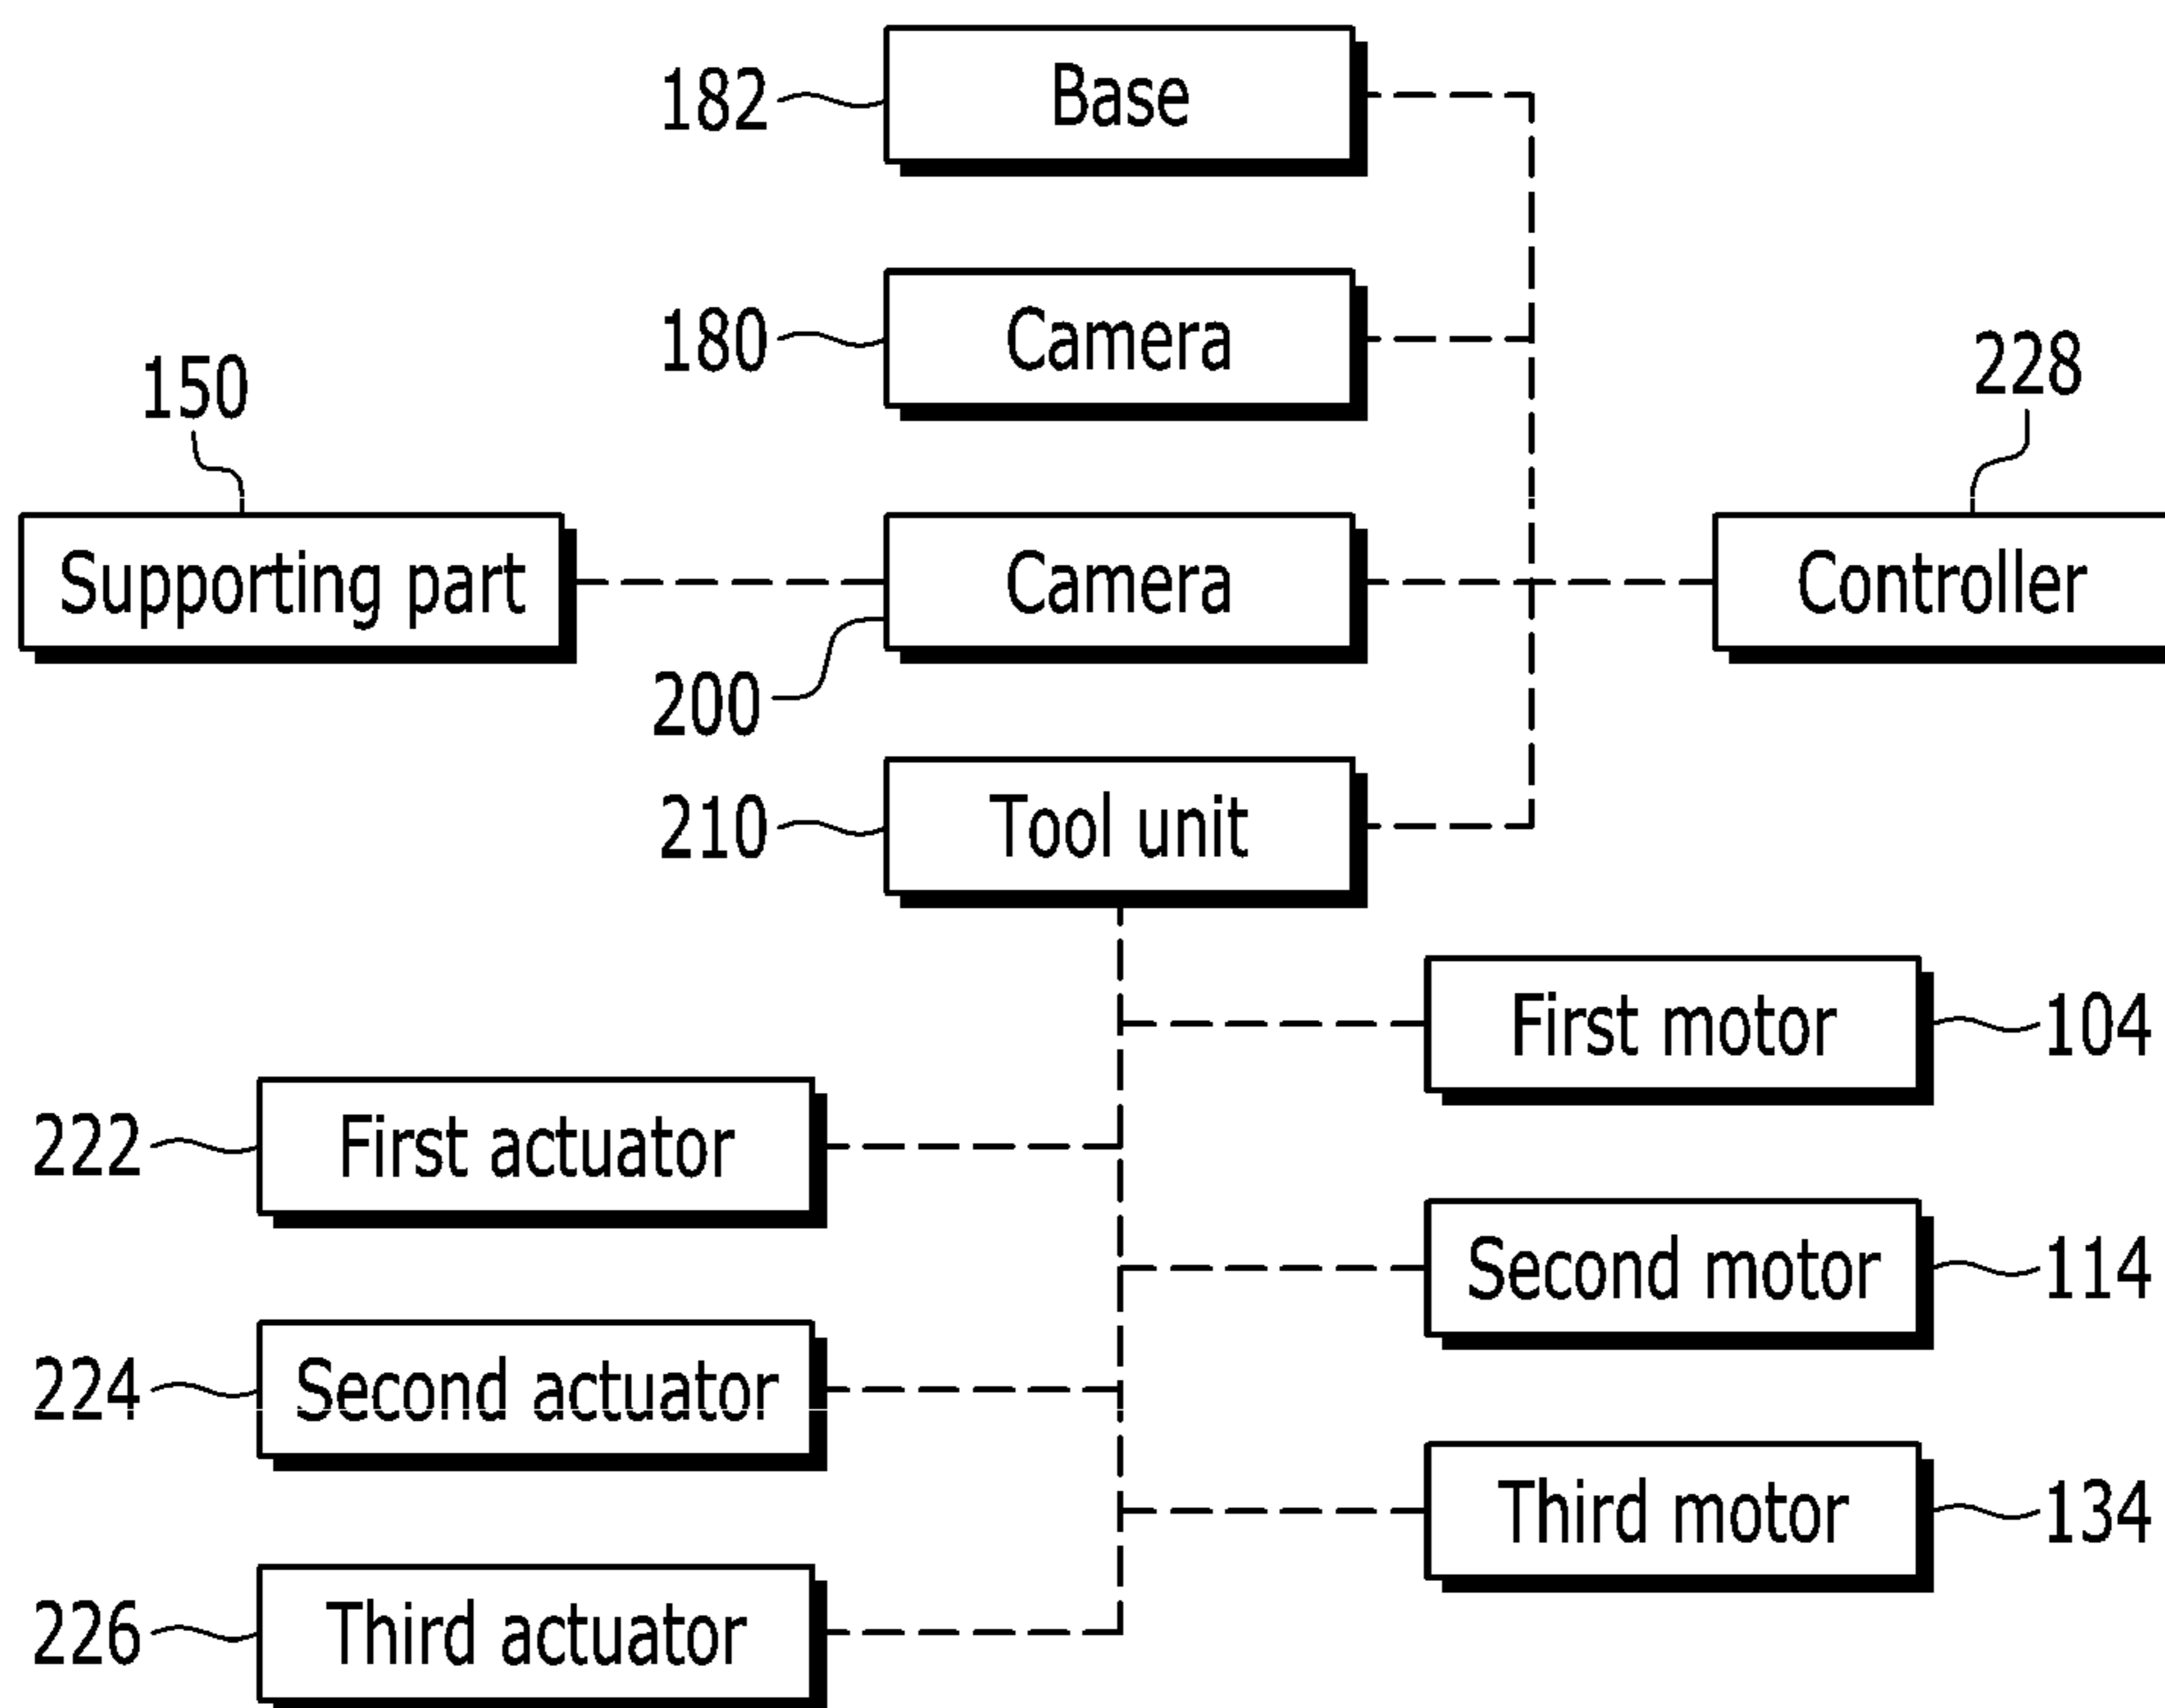 182 Base
180 Camera
150
228
Supporting part
Camera
Controller
200
210 Tool unit
First motor 104
222 First actuator
Second motor 114
224 Second actuator
Third motor 134
226 Third actuator